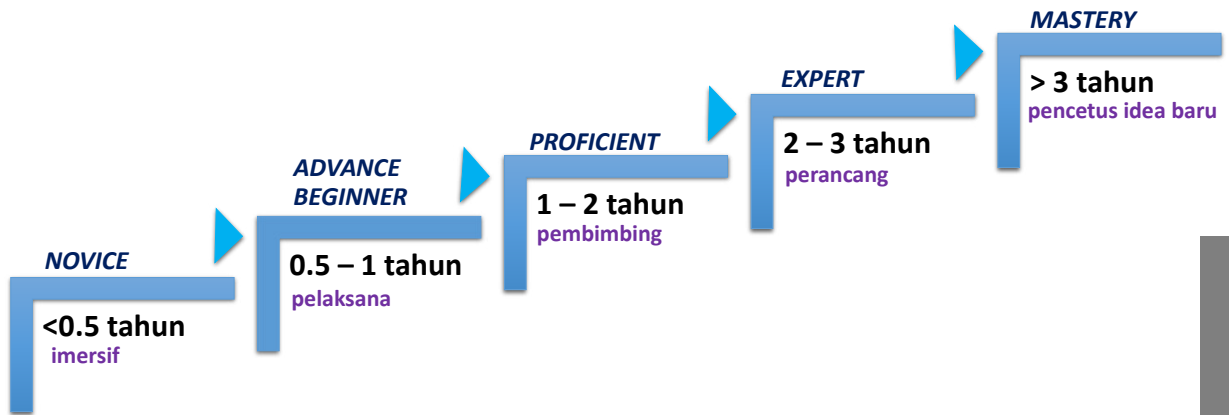 NOVICE
<0.5 tahun
imersif
ADVANCE
BEGINNER
0.5 – 1 tahun
pelaksana
PROFICIENT
1 – 2 tahun
pembimbing
EXPERT
2 – 3 tahun
perancang
MASTERY
> 3 tahun
pencetus idea baru